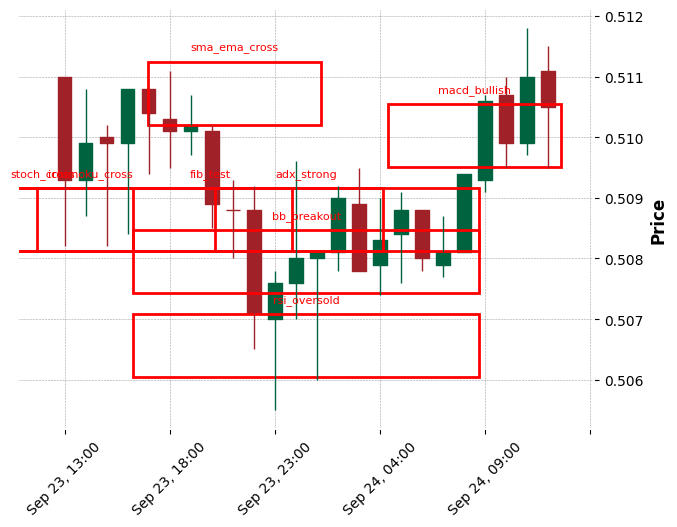 0.512
sma_ema_cross
0.511
macd_bullish
0.510
fib_test
adx_strong
0.509
bb_breakout
Price
0.508
rsi_oversold
0.507
0.506
Sep 23, 13:00
Sep 23, 18:00
Sep 23, 23:00
Sep 24, 04:00
Sep 24, 09:00